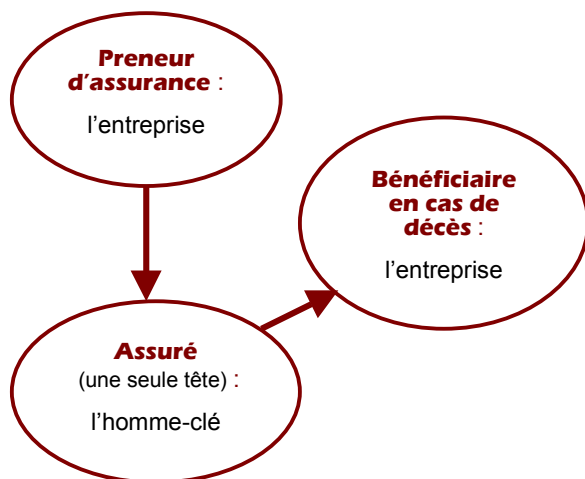 Preneur
d’assurance :
l’entreprise
Bénéficiaire
en cas de
décès :
l’entreprise
Assuré
(une seule tête) :
l’homme-clé